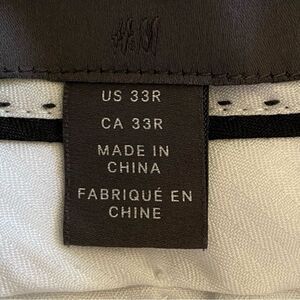 H&M
US 33R
CA 33R
MADE IN
CHINA
FABRIQUÉ EN
CHINE